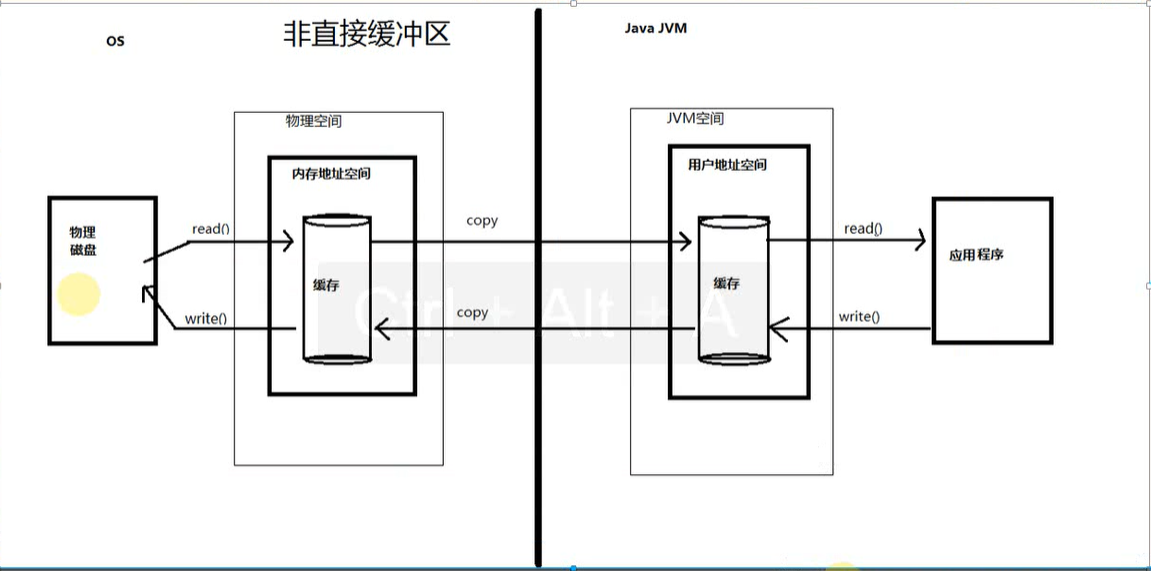 OS
非直接缓冲区
Java JVM
物理空间
JVM空间
内存地址空间
用户地址空间
物理
磁盘
read()
copy
read()
应用程序
缓存
缓存
Ctrl + Alt + A
write()
copy
write()